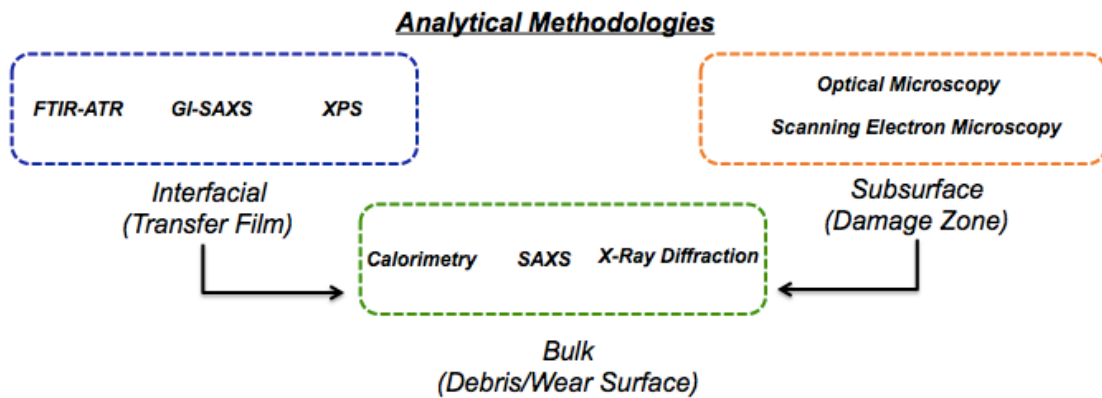 Analytical Methodologies
FTIR-ATR GI-SAXS XPS
Interfacial
(Transfer Film)
Optical Microscopy
Scanning Electron Microscopy
Subsurface
(Damage Zone)
Calorimetry SAXS X-Ray Diffraction
Bulk
(Debris/Wear Surface)